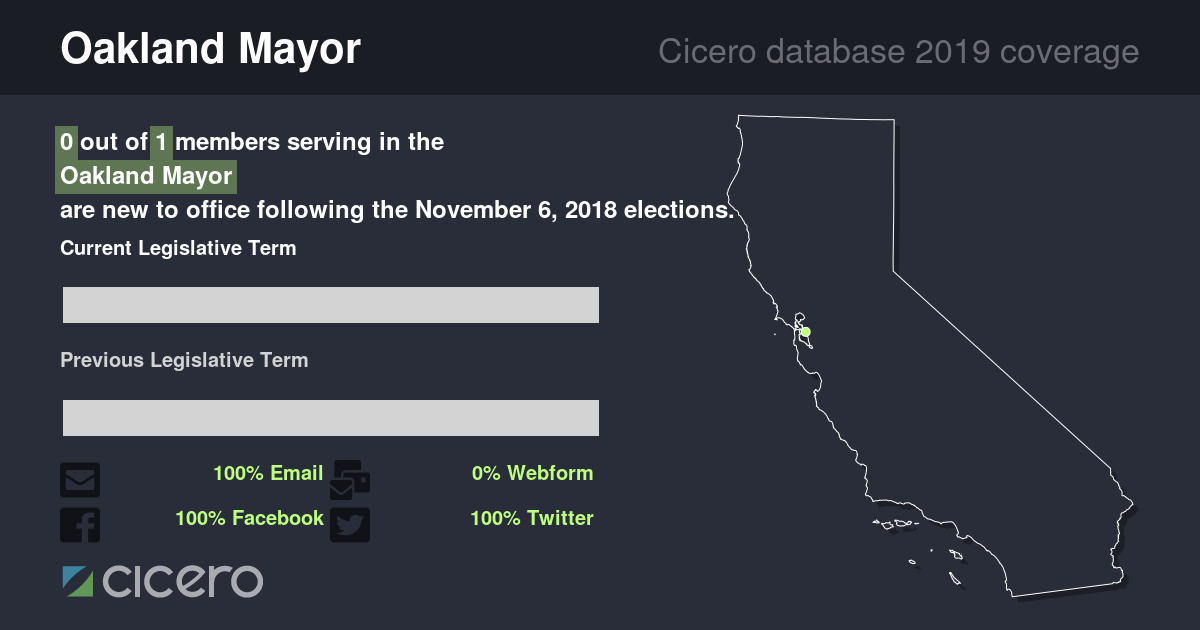 Oakland Mayor
Cicero database 2019 coverage
0 out of 1 members serving in the
Oakland Mayor
are new to office following the November 6, 2018 elections.
Current Legislative Term
Previous Legislative Term
100% Email
0% Webform
100% Facebook
100% Twitter
cicero